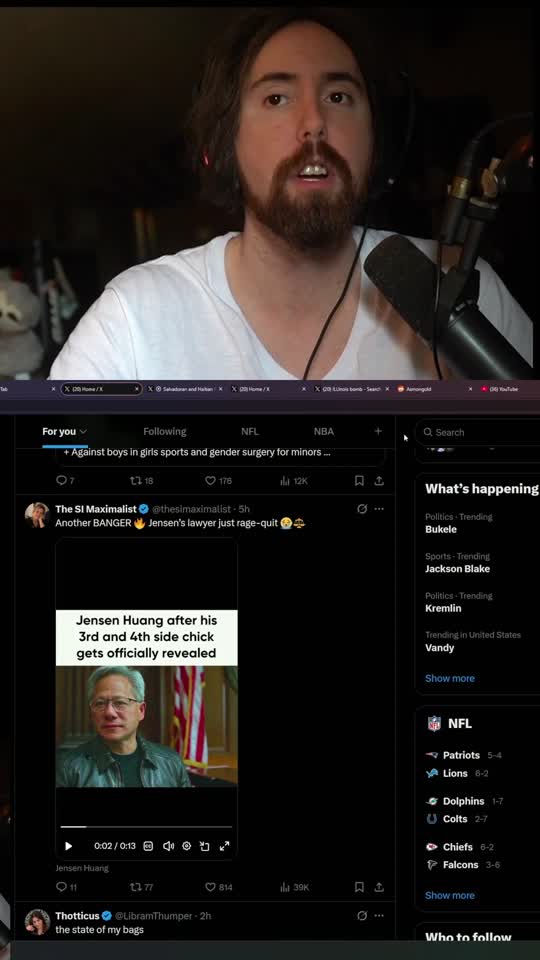 Tab
(20) Home / X
Salvadoran and Haitian
(20) Home / X
(20) ILLinois bomb - Search
Asmongold
(36) YouTube
For you
Following
NFL
NBA
+
Search
+ Against boys in girls sports and gender surgery for minors ...
7
18
176
12K
The SI Maximalist @thesimaximalist · 5h
Another BANGER 🔥 Jensen's lawyer just rage-quit 😭⚖️
Jensen Huang after his
3rd and 4th side chick
gets officially revealed
0:02 / 0:13
Jensen Huang
11
77
814
39K
Thotticus @LibramThumper · 2h
the state of my bags
What's happening
Politics · Trending
Bukele
Sports · Trending
Jackson Blake
Politics · Trending
Kremlin
Trending in United States
Vandy
Show more
NFL
Patriots 5-4
Lions 6-2
Dolphins 1-7
Colts 2-7
Chiefs 6-2
Falcons 3-6
Show more
Who to follow